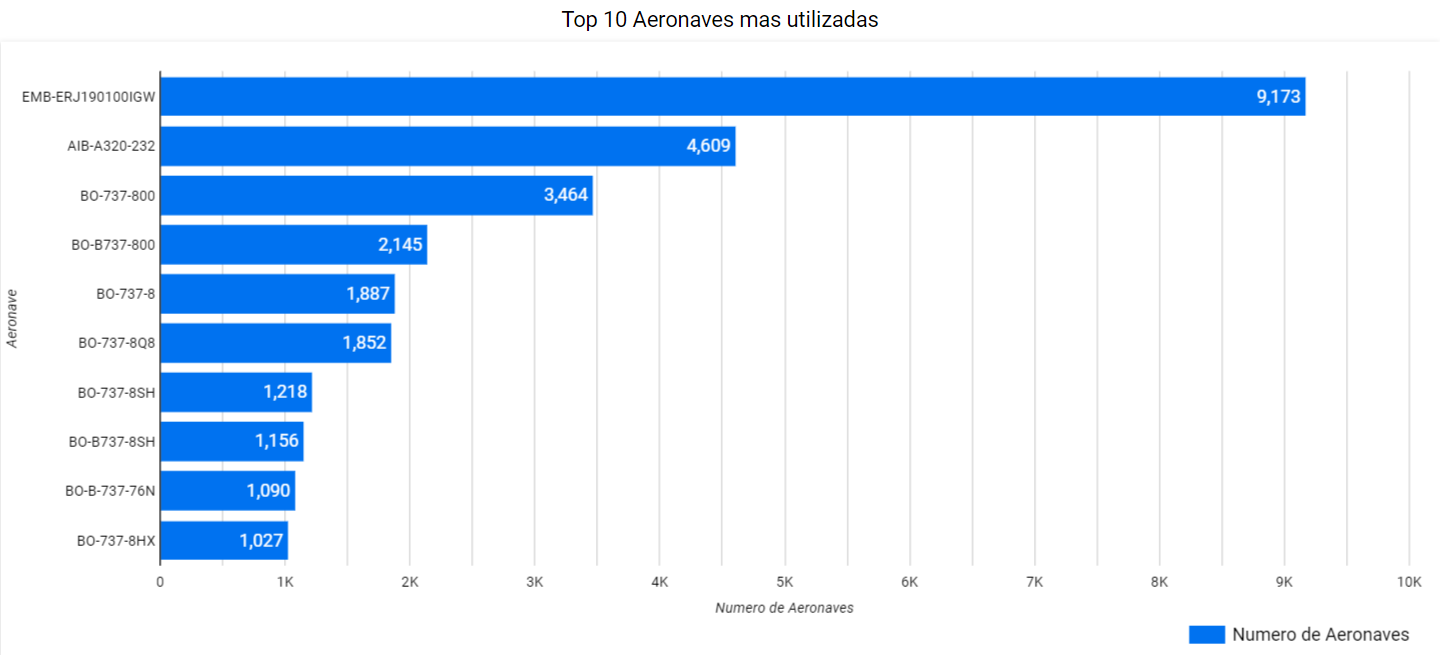 Top 10 Aeronaves mas utilizadas
Aeronave
EMB-ERJ190100IGW 9,173
AIB-A320-232 4,609
BO-737-800 3,464
BO-B737-800 2,145
BO-737-8 1,887
BO-737-8Q8 1,852
BO-737-8SH 1,218
BO-B737-8SH 1,156
BO-B-737-76N 1,090
BO-737-8HX 1,027
0 1K 2K 3K 4K 5K 6K 7K 8K 9K 10K
Numero de Aeronaves
Numero de Aeronaves